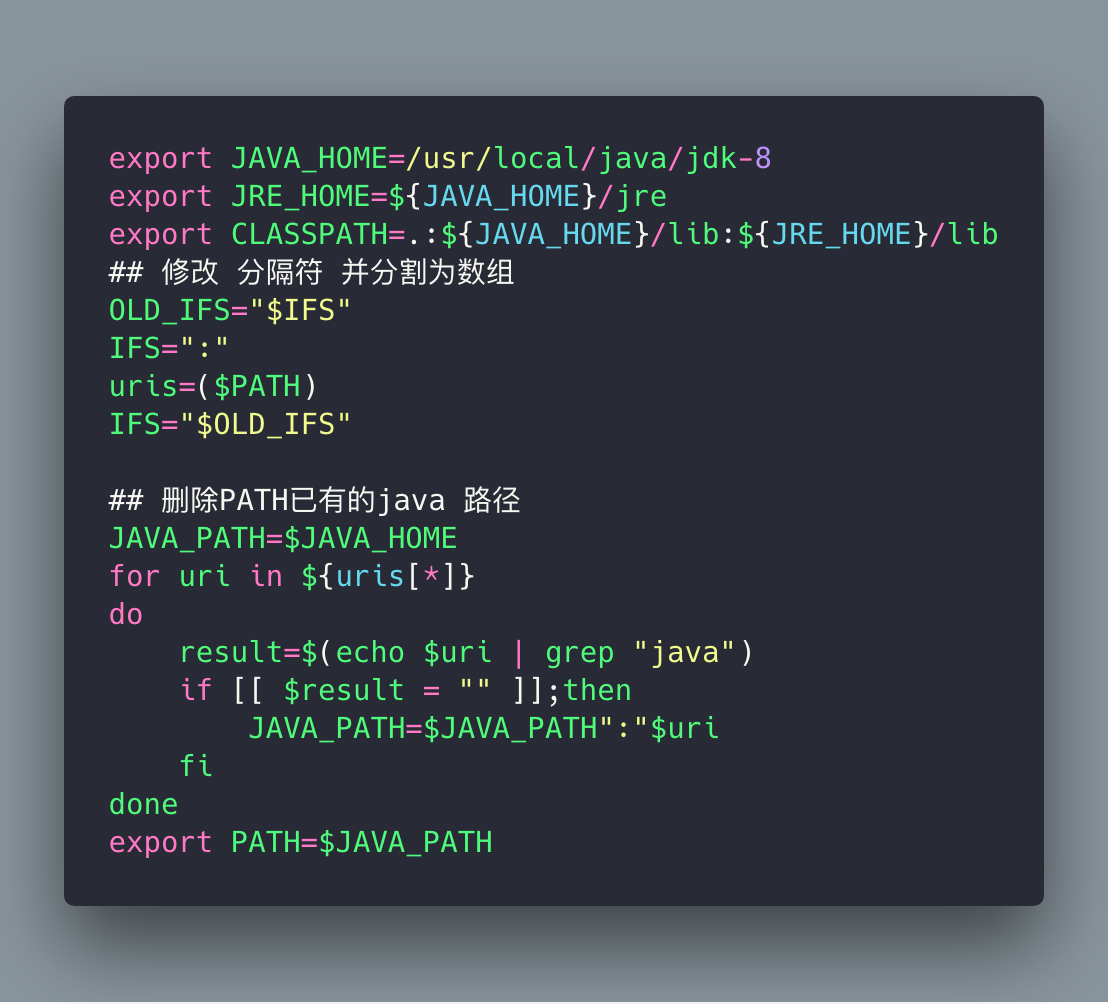 export JAVA_HOME=/usr/local/java/jdk-8
export JRE_HOME=${JAVA_HOME}/jre
export CLASSPATH=.:${JAVA_HOME}/lib:${JRE_HOME}/lib
## 修改 分隔符 并分割为数组
OLD_IFS="$IFS"
IFS=":"
uris=($PATH)
IFS="$OLD_IFS"

## 删除PATH已有的java 路径
JAVA_PATH=$JAVA_HOME
for uri in ${uris[*]}
do
    result=$(echo $uri | grep "java")
    if [[ $result = "" ]];then
        JAVA_PATH=$JAVA_PATH":"$uri
    fi
done
export PATH=$JAVA_PATH